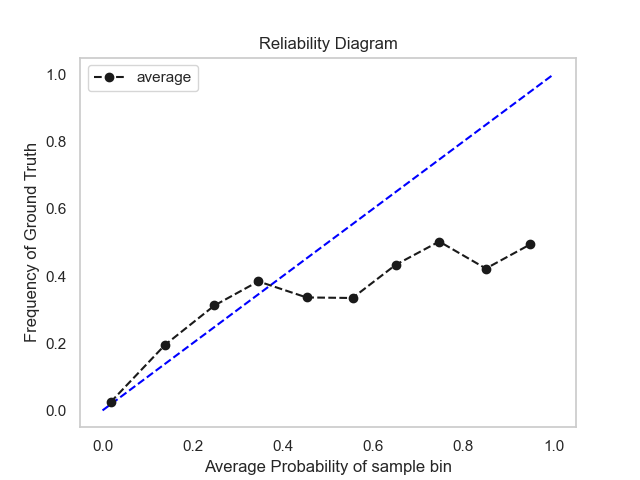 Reliability Diagram
average
Frequency of Ground Truth
1.0
0.8
0.6
0.4
0.2
0.0
0.0 0.2 0.4 0.6 0.8 1.0
Average Probability of sample bin